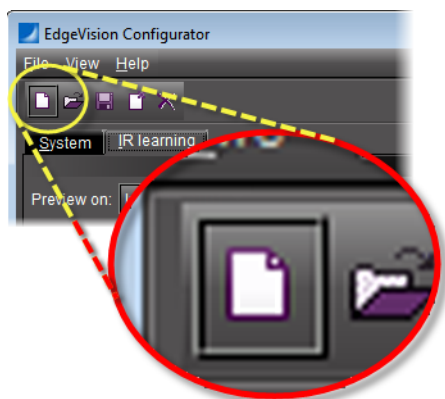 EdgeVision Configurator
File View Help
System IR learning
Preview on: